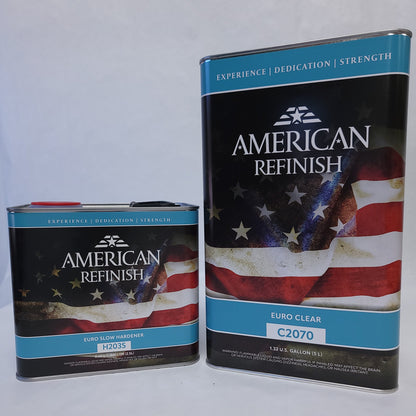 EXPERIENCE | DEDICATION | STRENGTH
AMERICAN
REFINISH
EURO SLOW HARDENER
H2035
EXPERIENCE | DEDICATION | STRENGTH
AMERICAN
REFINISH
EURO CLEAR
C2070
1.32 U.S. GALLON (5 L)